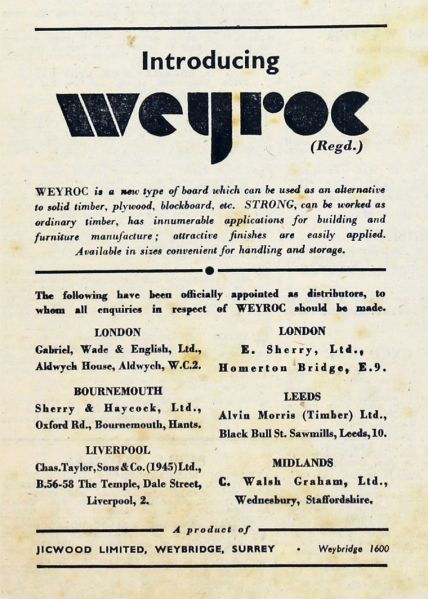 Introducing
weyroc
(Regd.)
WEYROC is a new type of board which can be used as an alternative
to solid timber, plywood, blockboard, etc. STRONG, can be worked as
ordinary timber, has innumerable applications for building and
furniture manufacture; attractive finishes are easily applied.
Available in sizes convenient for handling and storage.
The following have been officially appointed as distributors, to
whom all enquiries in respect of WEYROC should be made.
LONDON
Gabriel, Wade & English, Ltd.,
Aldwych House, Aldwych, W.C.2.
BOURNEMOUTH
Sherry & Haycock, Ltd.,
Oxford Rd., Bournemouth, Hants.
LIVERPOOL
Chas. Taylor, Sons & Co. (1945) Ltd.,
B.56-58 The Temple, Dale Street,
Liverpool, 2.
LONDON
E. Sherry, Ltd.,
Homerton Bridge, E.9.
LEEDS
Alvin Morris (Timber) Ltd.,
Black Bull St. Sawmills, Leeds, 10.
MIDLANDS
C. Walsh Graham, Ltd.,
Wednesbury, Staffordshire.
A product of
JICWOOD LIMITED, WEYBRIDGE, SURREY • Weybridge 1600